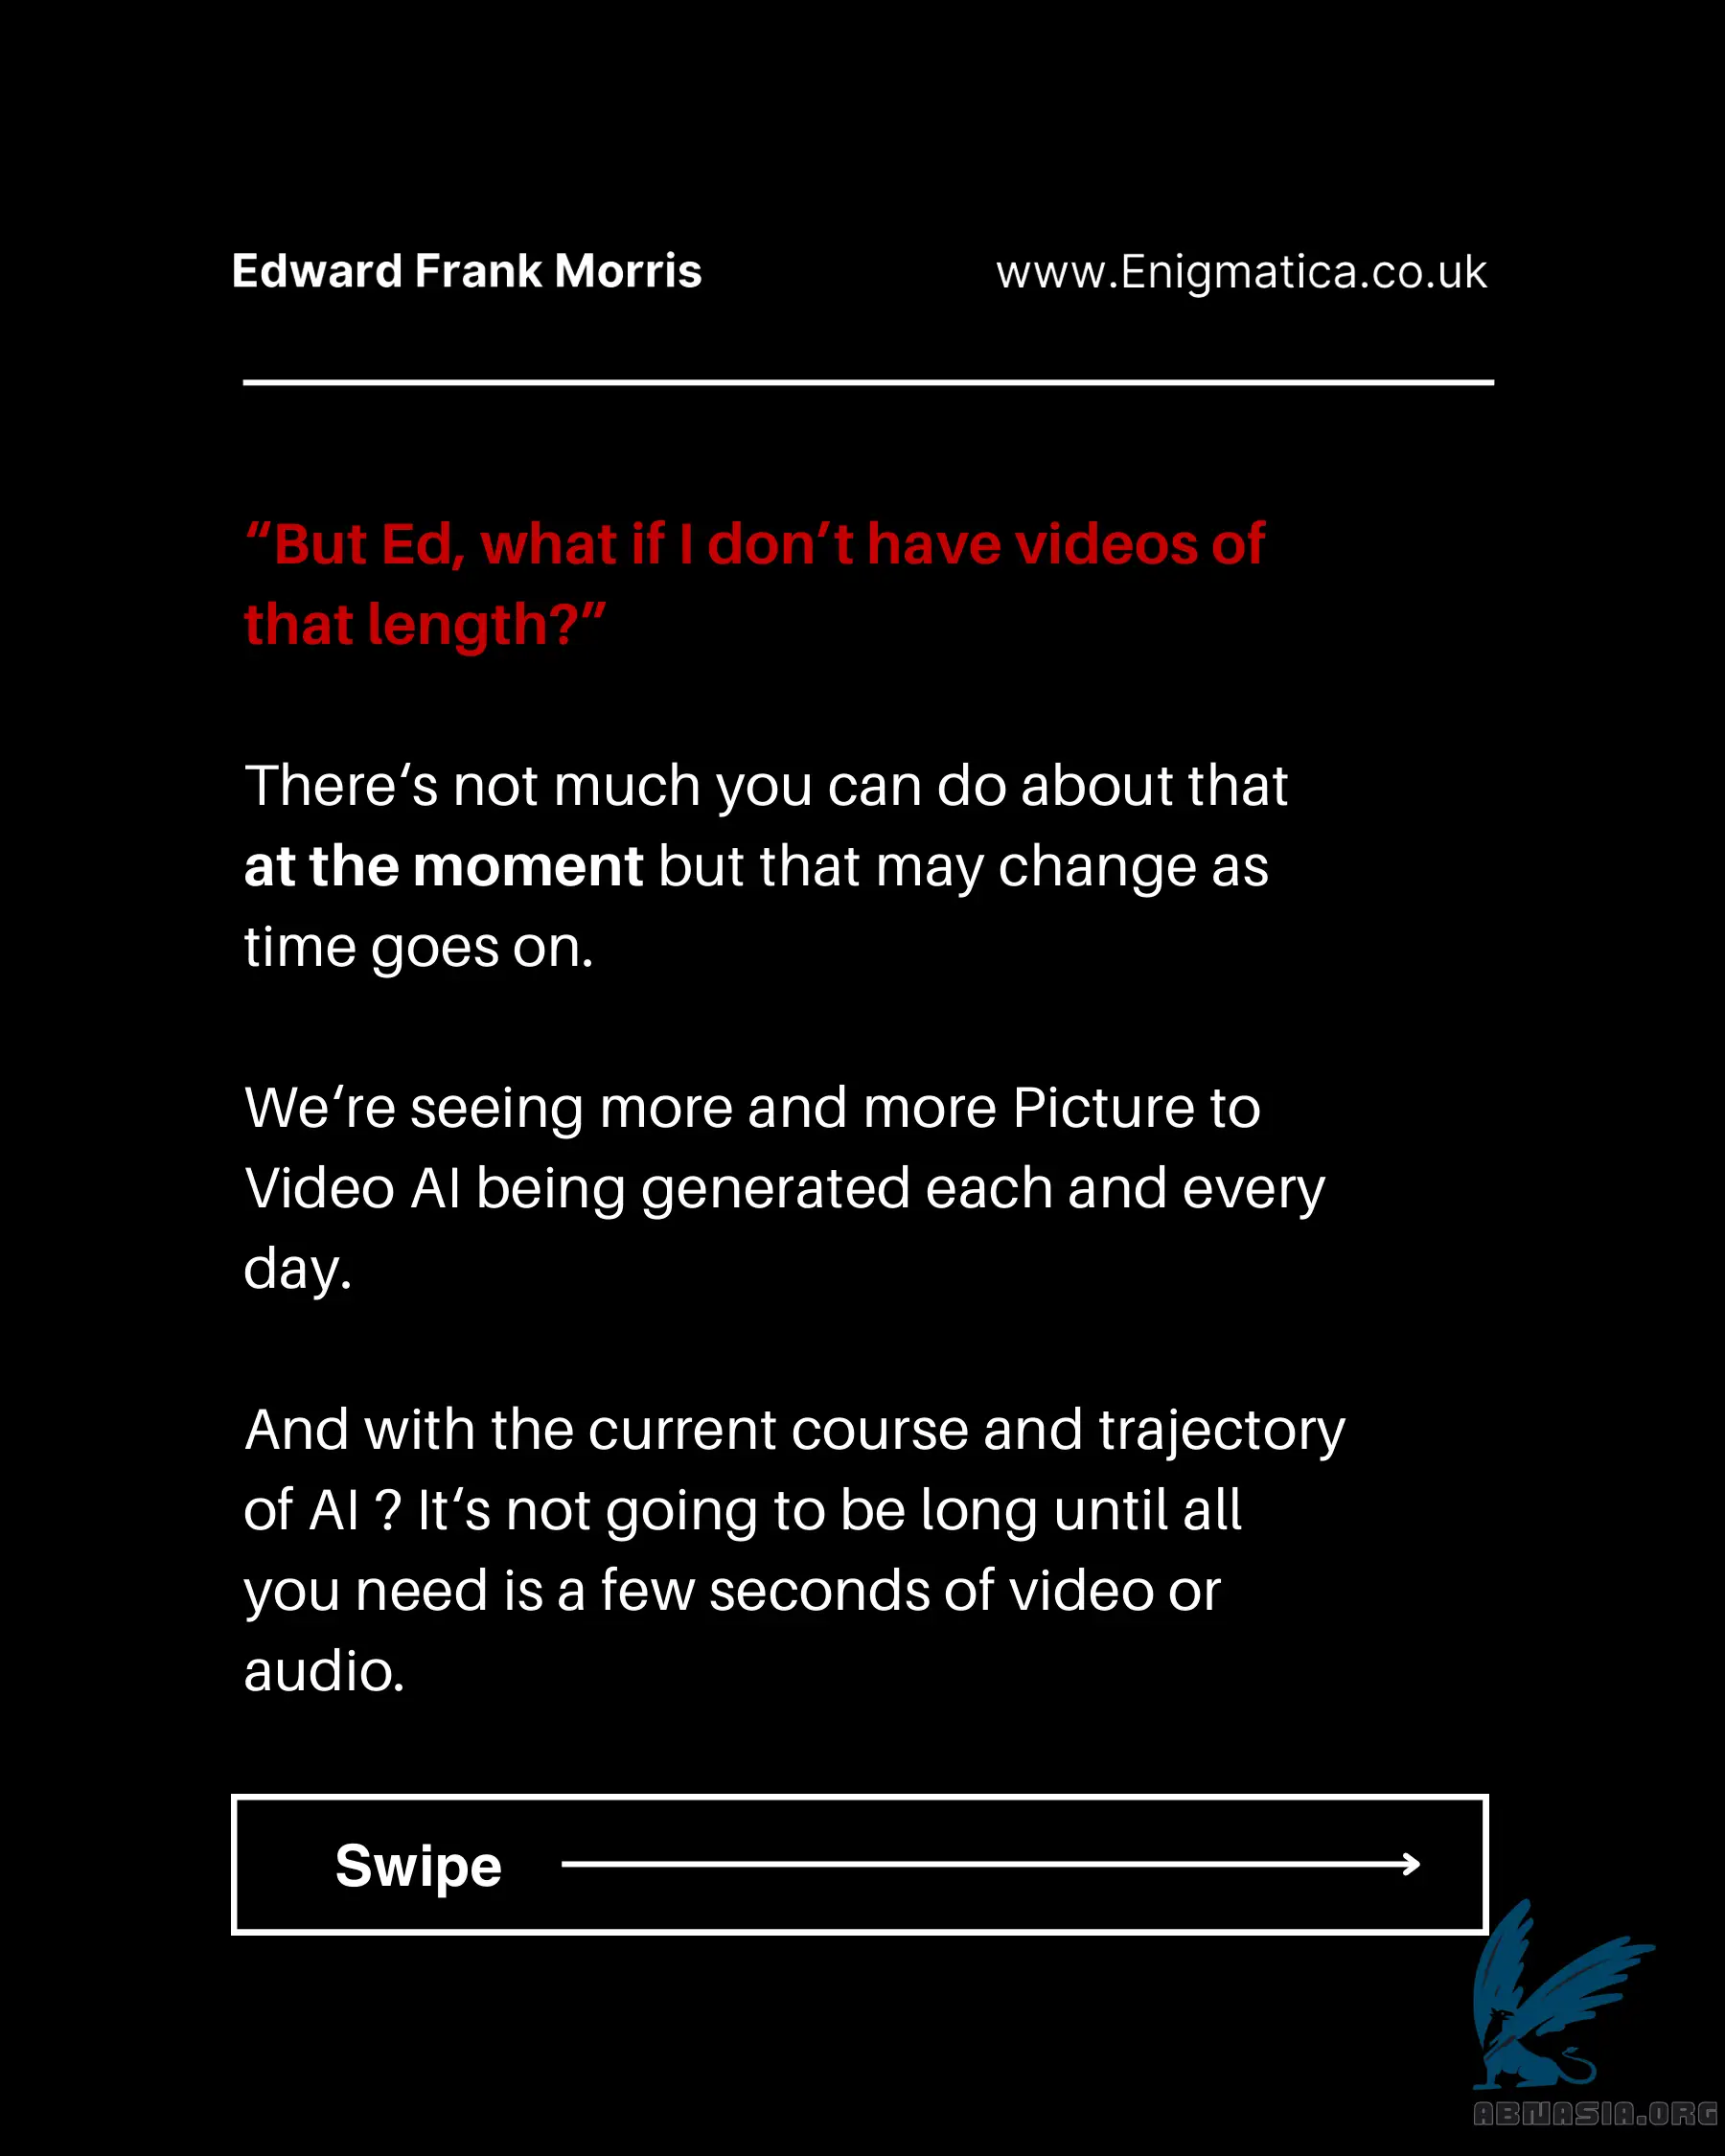 Edward Frank Morris
www.Enigmatica.co.uk
“But Ed, what if I don’t have videos of
that length?”
There‘s not much you can do about that
at the moment but that may change as
time goes on.
We‘re seeing more and more Picture to
Video AI being generated each and every
day.
And with the current course and trajectory
of AI ? It‘s not going to be long until all
you need is a few seconds of video or
audio.
Swipe
ABNASIA.ORG